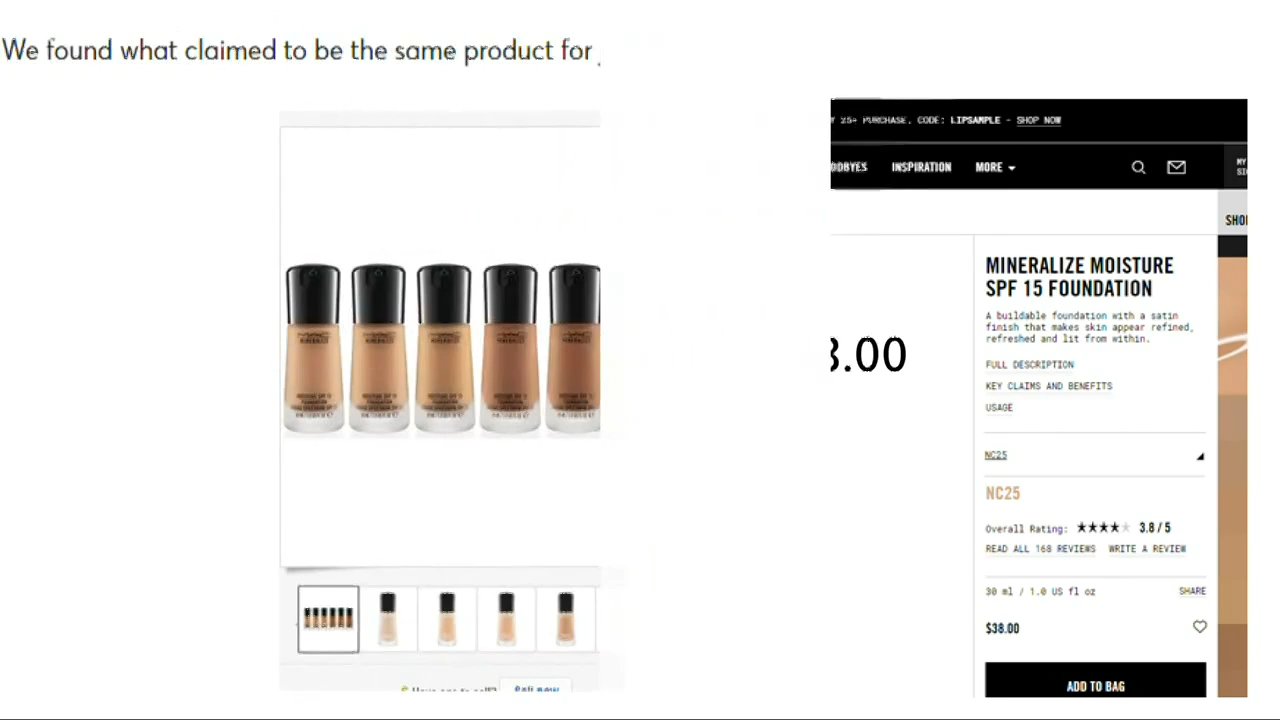 We found what claimed to be the same product for
25+ PURCHASE. CODE: LIPSAMPLE - SHOP NOW
INSPIRATION
MORE
SHO
MINERALIZE MOISTURE
SPF 15 FOUNDATION
A buildable foundation with a satin
finish that makes skin appear refined,
refreshed and lit from within.
FULL DESCRIPTION
KEY CLAIMS AND BENEFITS
USAGE
3.00
NC25
NC25
Overall Rating: 3.8/5
READ ALL 168 REVIEWS WRITE A REVIEW
30 ml / 1.0 US fl oz SHARE
$38.00
ADD TO BAG